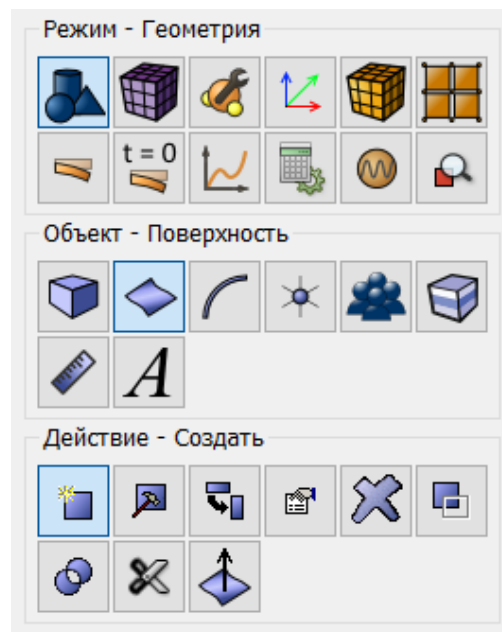 Режим - Геометрия
t = 0
Объект - Поверхность
A
Действие - Создать